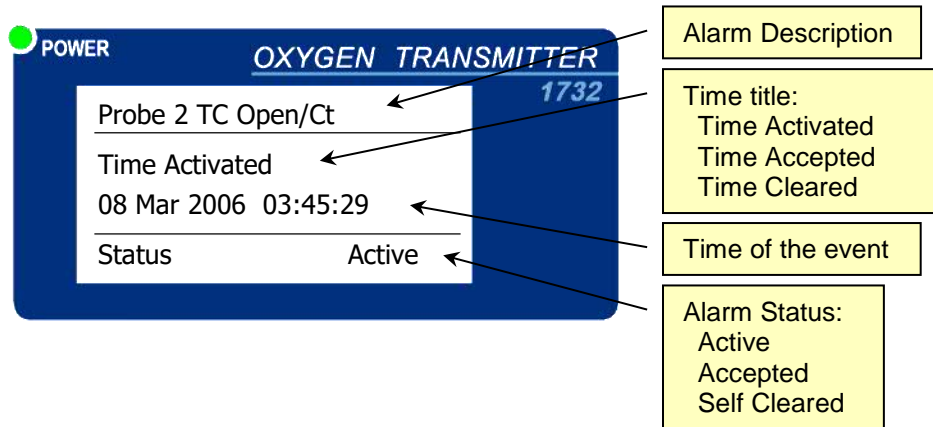 POWER
OXYGEN TRANSMITTER
1732
Probe 2 TC Open/Ct
Time Activated
08 Mar 2006 03:45:29
Status Active
Alarm Description
Time title:
Time Activated
Time Accepted
Time Cleared
Time of the event
Alarm Status:
Active
Accepted
Self Cleared